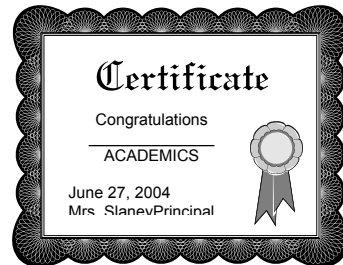 Certificate
Congratulations
ACADEMICS
June 27, 2004
Mrs. SlaneyPrincipal